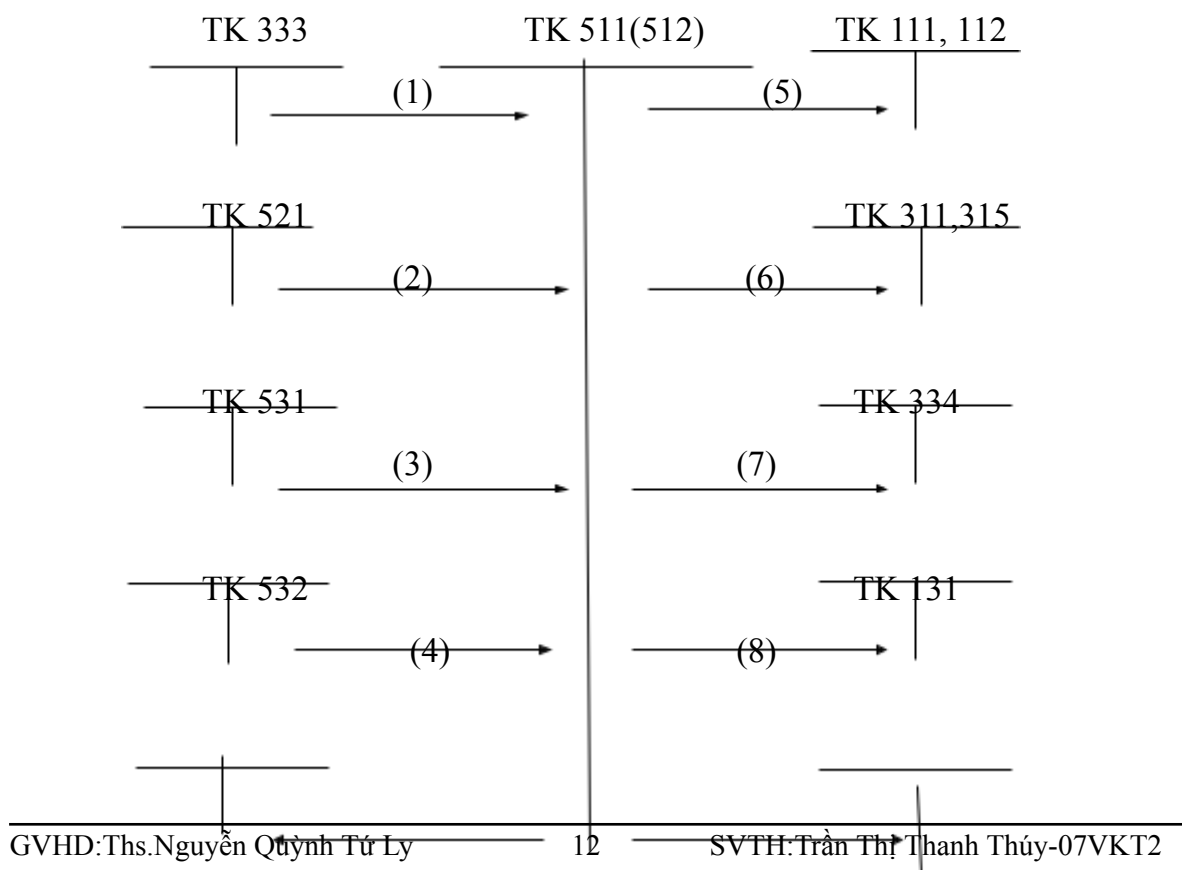 TK 333 TK 511(512) TK 111, 112
(1) (5)
TK 521 TK 311,315
(2) (6)
TK 531 TK 334
(3) (7)
TK 532 TK 131
(4) (8)
GVHD:Ths.Nguyễn Quỳnh Tứ Ly 12 SVTH:Trần Thị Thanh Thúy-07VKT2